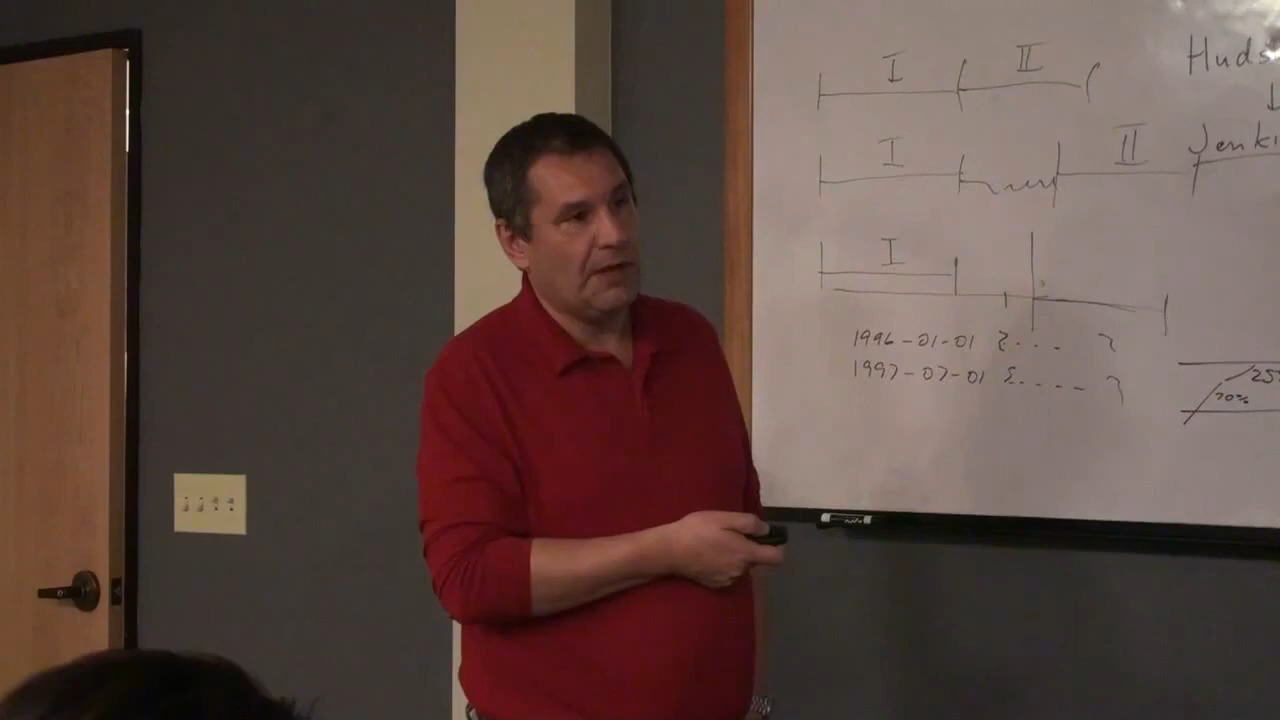 I II
Huds
I II
Jenki
I
1996-01-01 { . . . }
1997-07-01 { . . . . . }
25%
70%